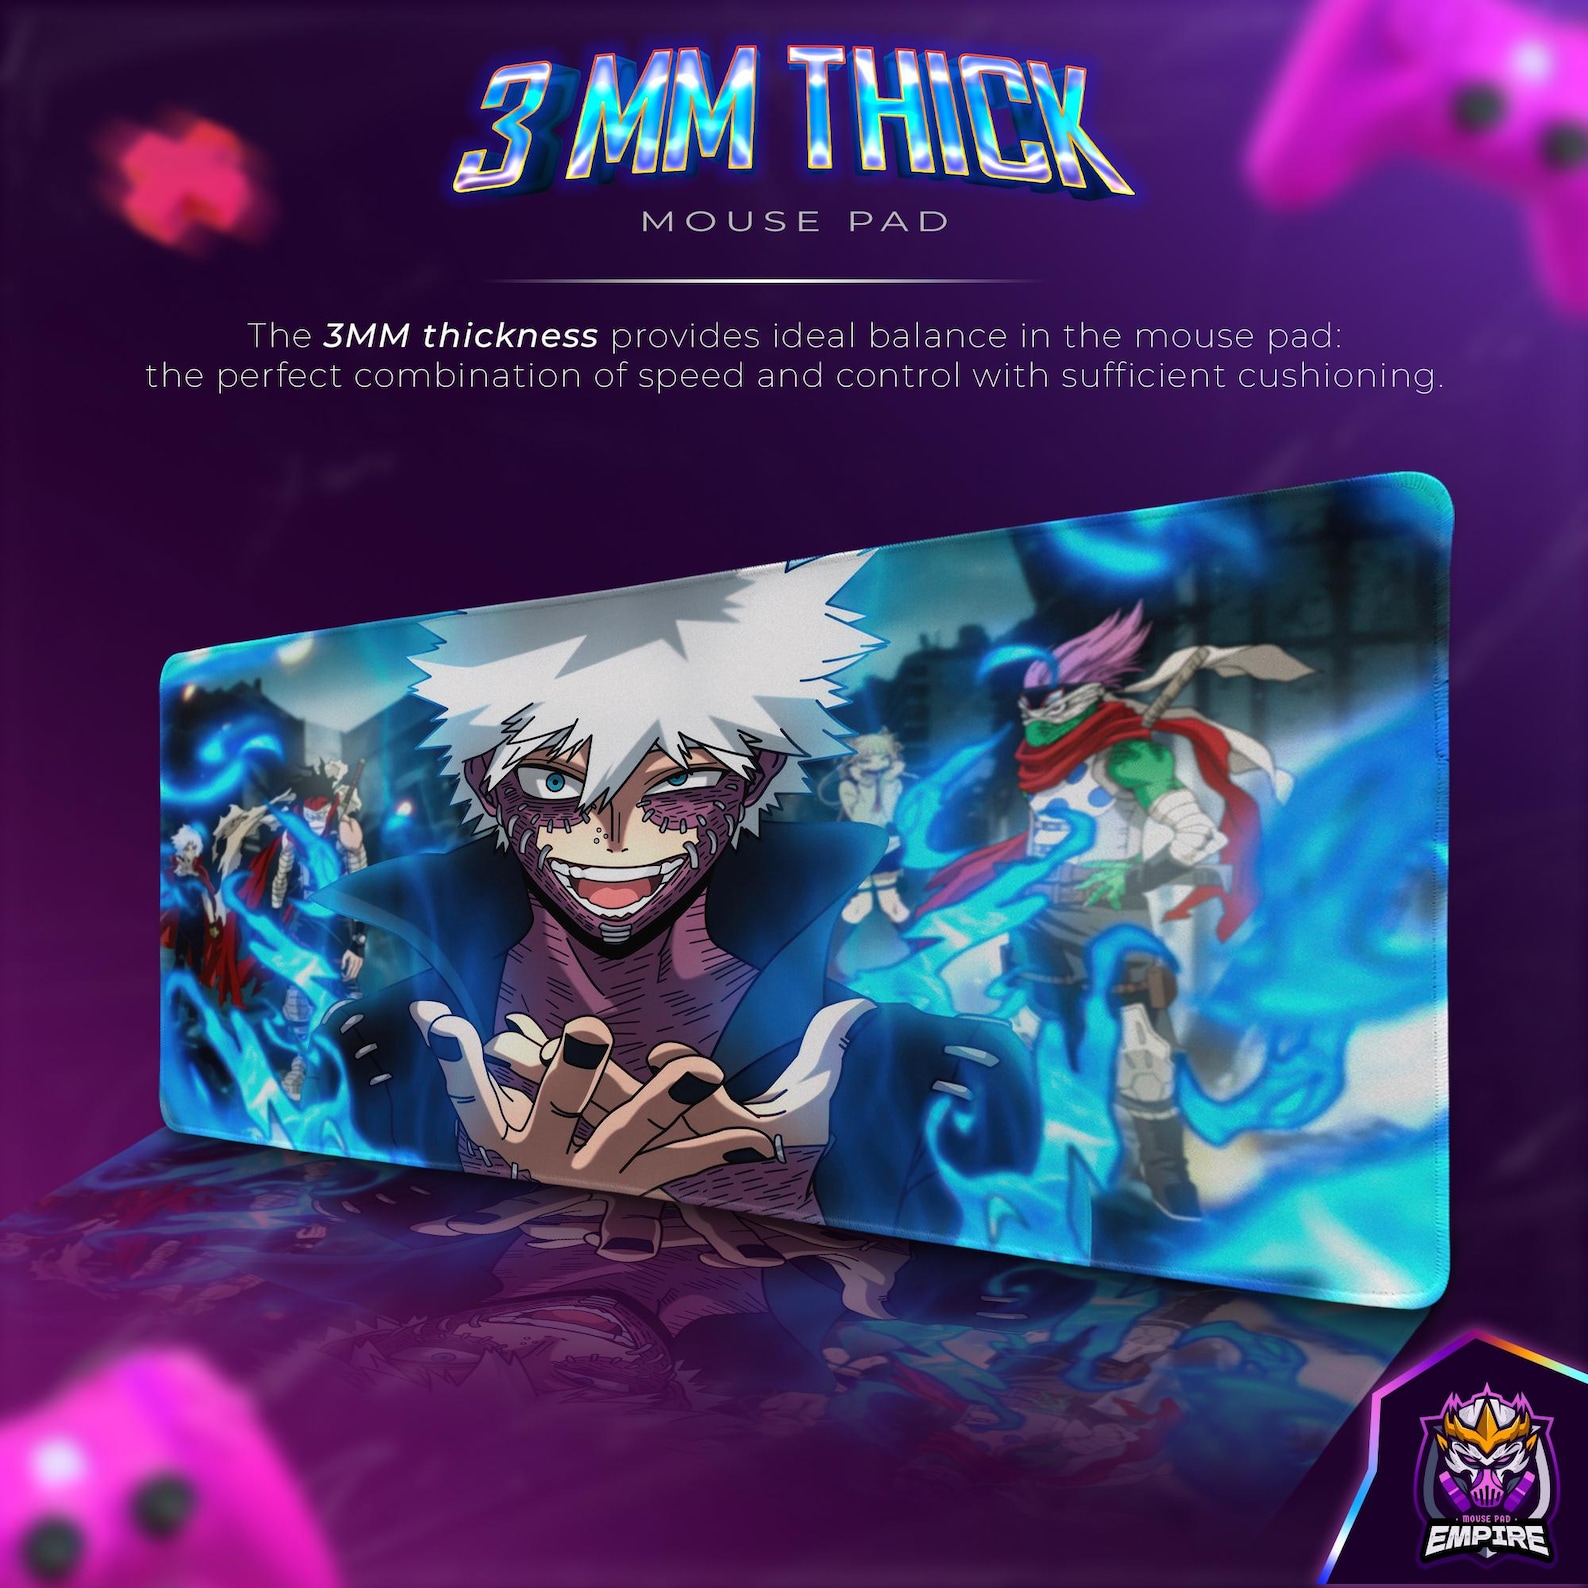 3 MM THICK
MOUSE PAD
The 3MM thickness provides ideal balance in the mouse pad:
the perfect combination of speed and control with sufficient cushioning.
MOUSE PAD
EMPIRE